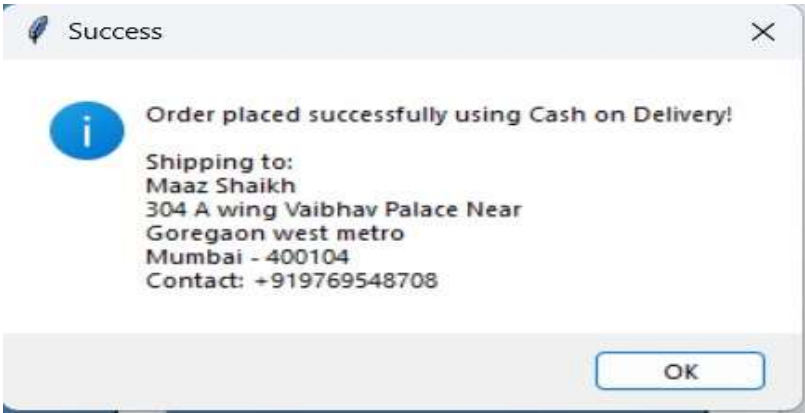 Success
Order placed successfully using Cash on Delivery!
Shipping to:
Maaz Shaikh
304 A wing Vaibhav Palace Near
Goregaon west metro
Mumbai - 400104
Contact: +919769548708
OK